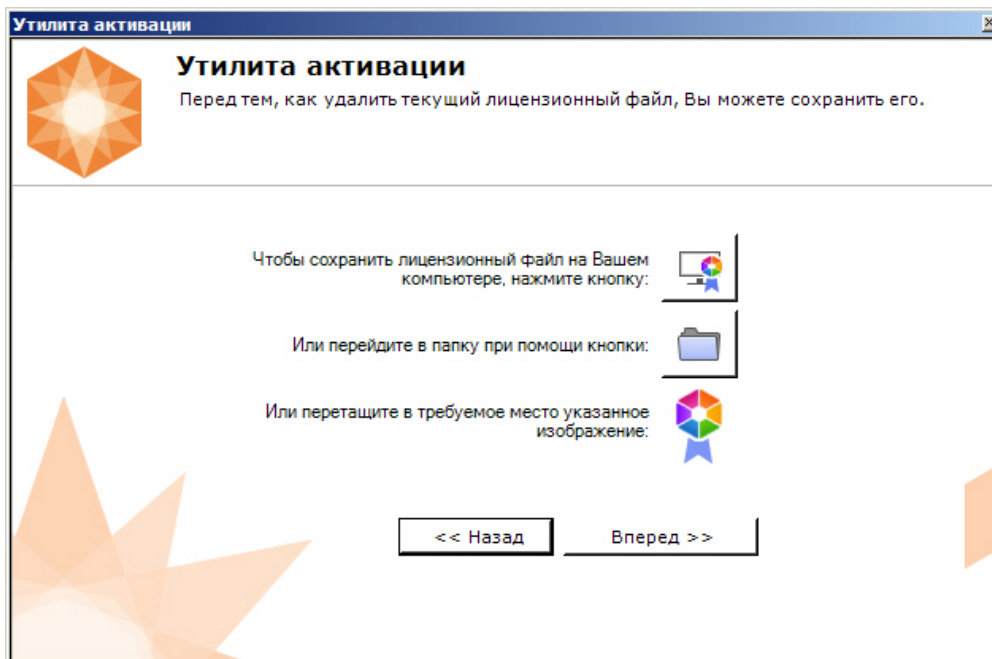 Утилита активации
Утилита активации
Перед тем, как удалить текущий лицензионный файл, Вы можете сохранить его.
Чтобы сохранить лицензионный файл на Вашем
компьютере, нажмите кнопку:
Или перейдите в папку при помощи кнопки:
Или перетащите в требуемое место указанное
изображение:
<< Назад
Вперед >>